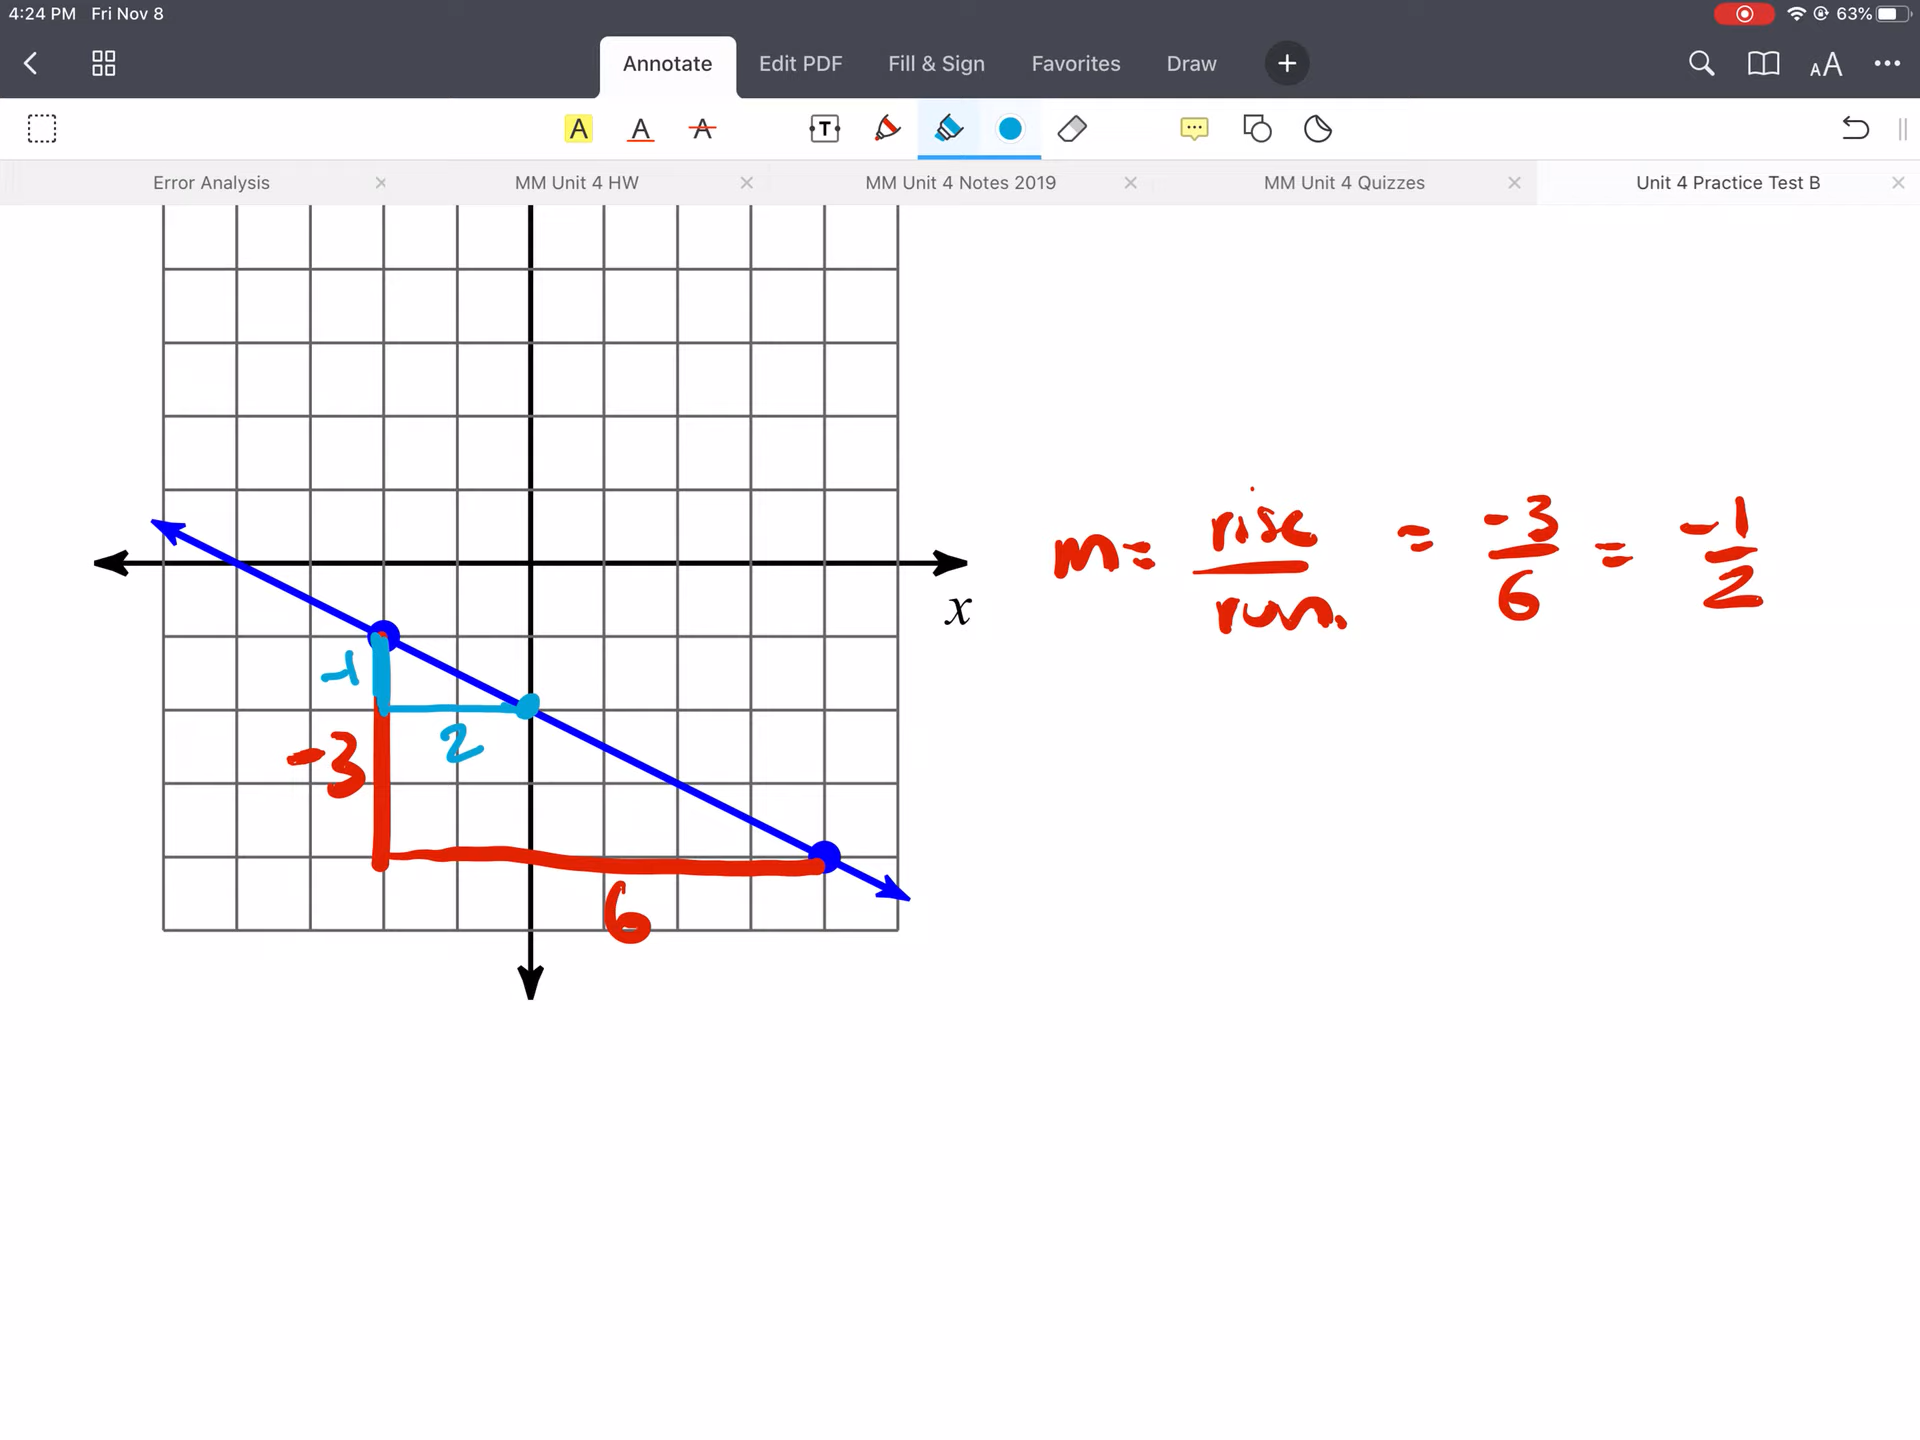 4:24 PM Fri Nov 8
63%
Annotate Edit PDF Fill & Sign Favorites Draw
AA
A A A T
Error Analysis MM Unit 4 HW MM Unit 4 Notes 2019 MM Unit 4 Quizzes Unit 4 Practice Test B
m = rise/run. = -3/6 = -1/2
x
-1
2
-3
6